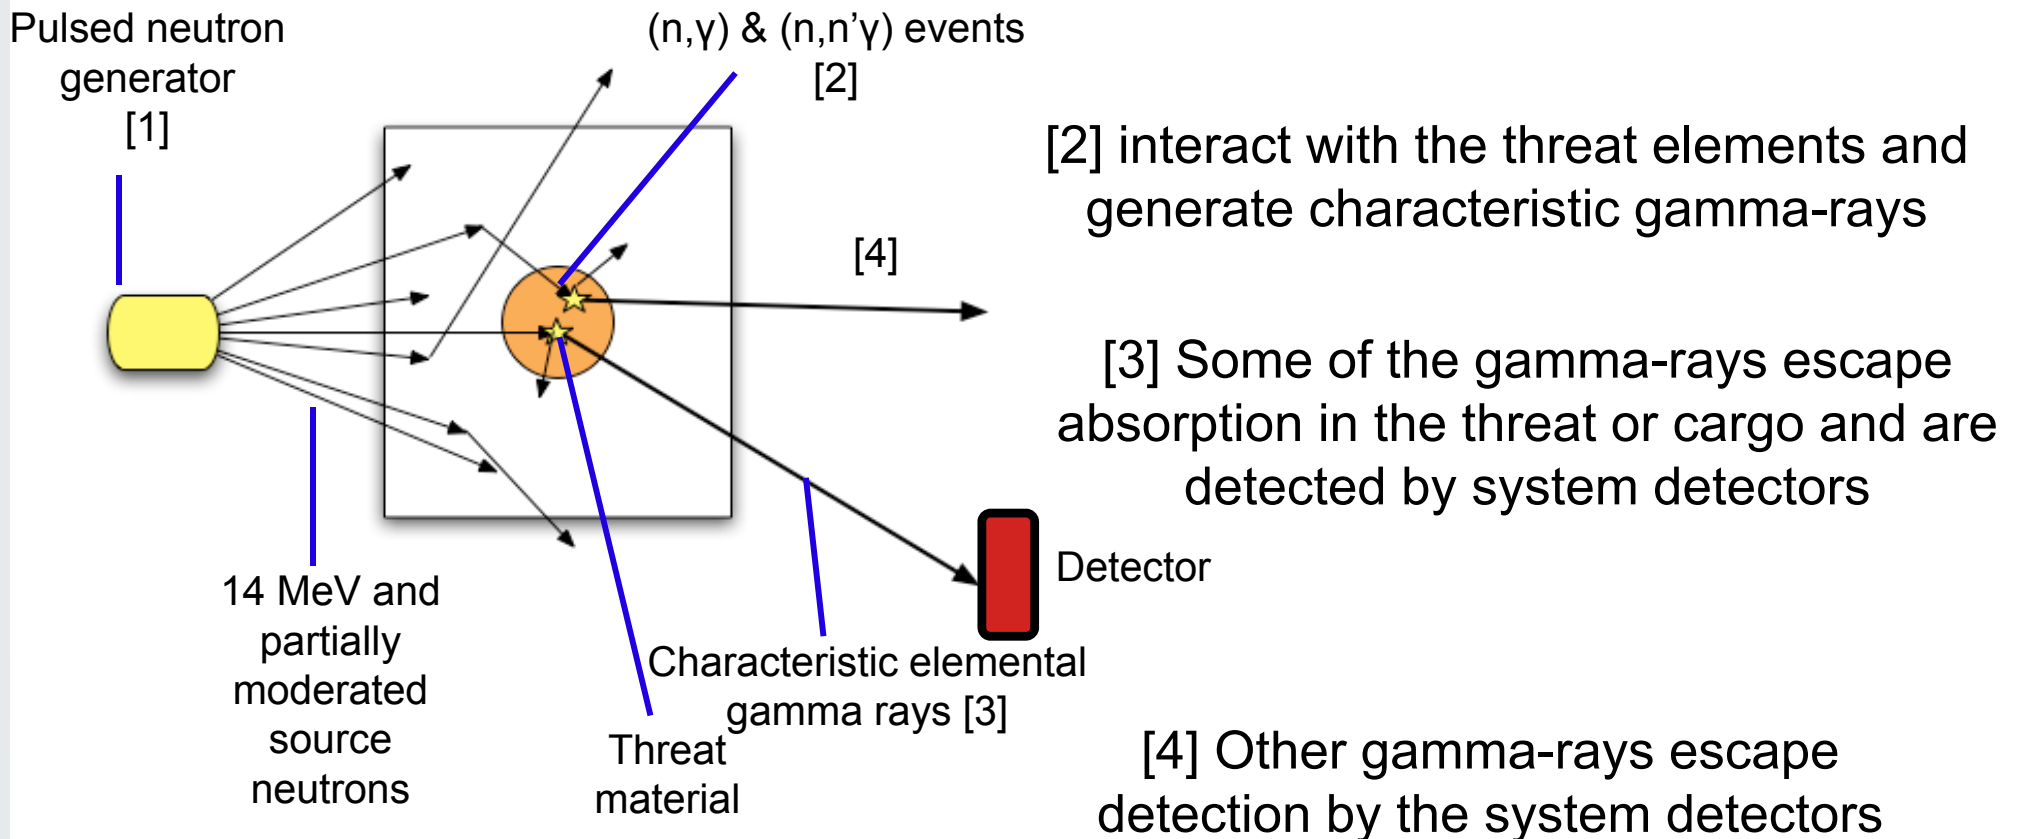 Pulsed neutron
generator
[1]
(n,γ) & (n,n’γ) events
[2]
[2] interact with the threat elements and
generate characteristic gamma-rays
[4]
[3] Some of the gamma-rays escape
absorption in the threat or cargo and are
detected by system detectors
Detector
14 MeV and
partially
moderated
source
neutrons
Characteristic elemental
gamma rays [3]
Threat
material
[4] Other gamma-rays escape
detection by the system detectors